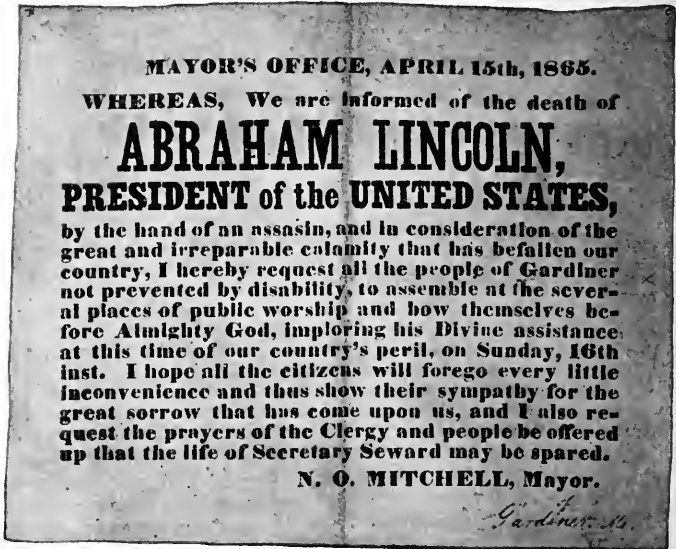 MAYOR'S OFFICE, APRIL 15th, 1865.
WHEREAS, We are informed of the death of
ABRAHAM LINCOLN,
PRESIDENT of the UNITED STATES,
by the hand of an assasin, and in consideration of the
great and irreparable calamity that has befallen our
country, I hereby request all the people of Gardiner
not prevented by disability, to assemble at the sever-
al places of public worship and bow themselves be-
fore Almighty God, imploring his Divine assistance
at this time of our country's peril, on Sunday, 16th
inst. I hope all the citizens will forego every little
inconvenience and thus show their sympathy for the
great sorrow that has come upon us, and I also re-
quest the prayers of the Clergy and people be offered
up that the life of Secretary Seward may be spared.
N. O. MITCHELL, Mayor.
Gardiner. Me.